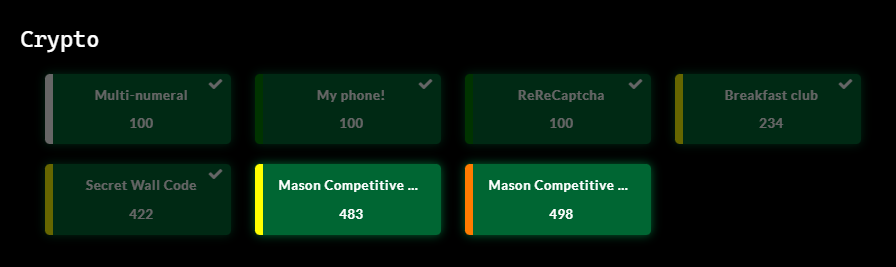 Crypto
Multi-numeral
100
My phone!
100
ReReCaptcha
100
Breakfast club
234
Secret Wall Code
422
Mason Competitive ...
483
Mason Competitive ...
498